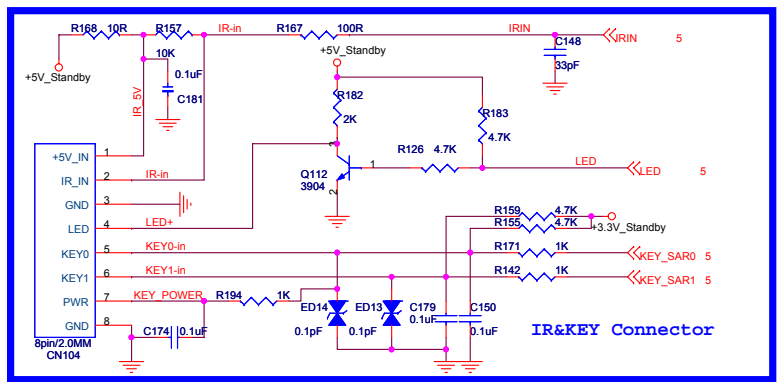 R168 10R R157 IR-in R167 100R IRIN
C148 IRIN 5
+5V_Standby
10K
33pF
+5V_Standby
0.1uF
C181
IR_5V
R182
2K
R183
4.7K
3
+5V_IN 1
R126 4.7K
LED
1
LED 5
IR_IN 2 IR-in
Q112
3904
2
GND 3
LED 4 LED+
R159 4.7K
R155 4.7K
+3.3V_Standby
KEY0 5 KEY0-in
R171 1K
KEY_SAR0 5
KEY1 6 KEY1-in
R142 1K
KEY_SAR1 5
PWR 7 KEY_POWER
R194 1K
ED14 ED13 C179 C150
0.1uF
GND 8
C174 0.1uF
0.1pF 0.1pF
0.1uF
IR&KEY Connector
8pin/2.0MM
CN104